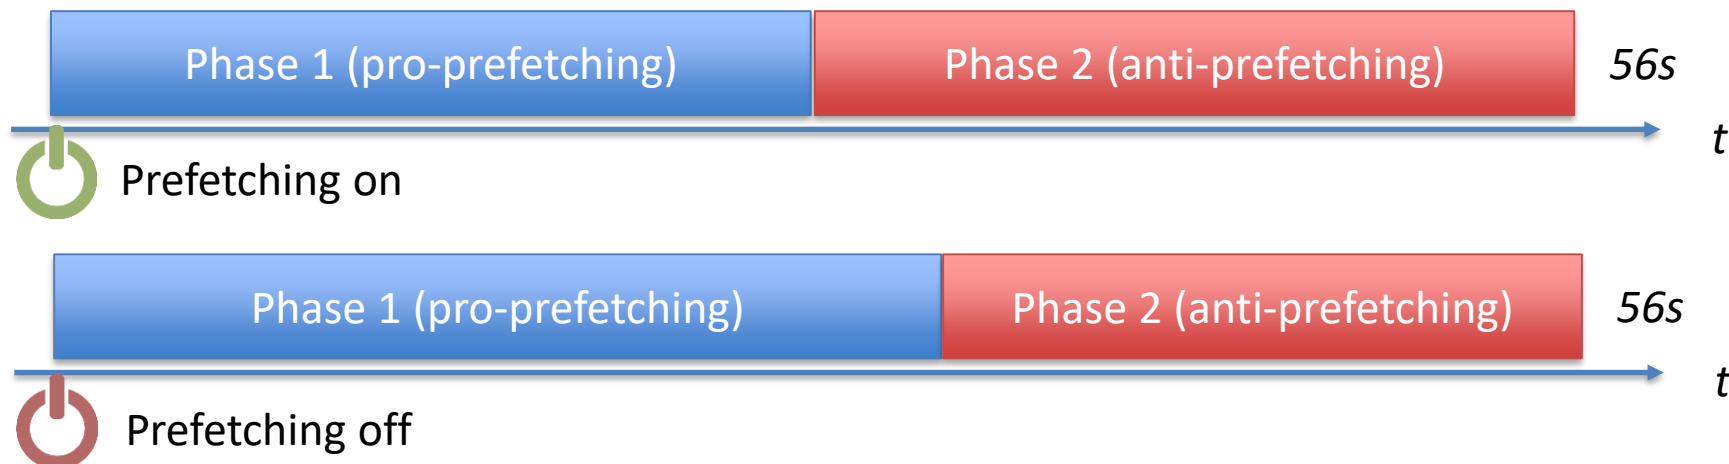 Phase 1 (pro-prefetching) Phase 2 (anti-prefetching) 56s
t
Prefetching on
Phase 1 (pro-prefetching) Phase 2 (anti-prefetching) 56s
t
Prefetching off